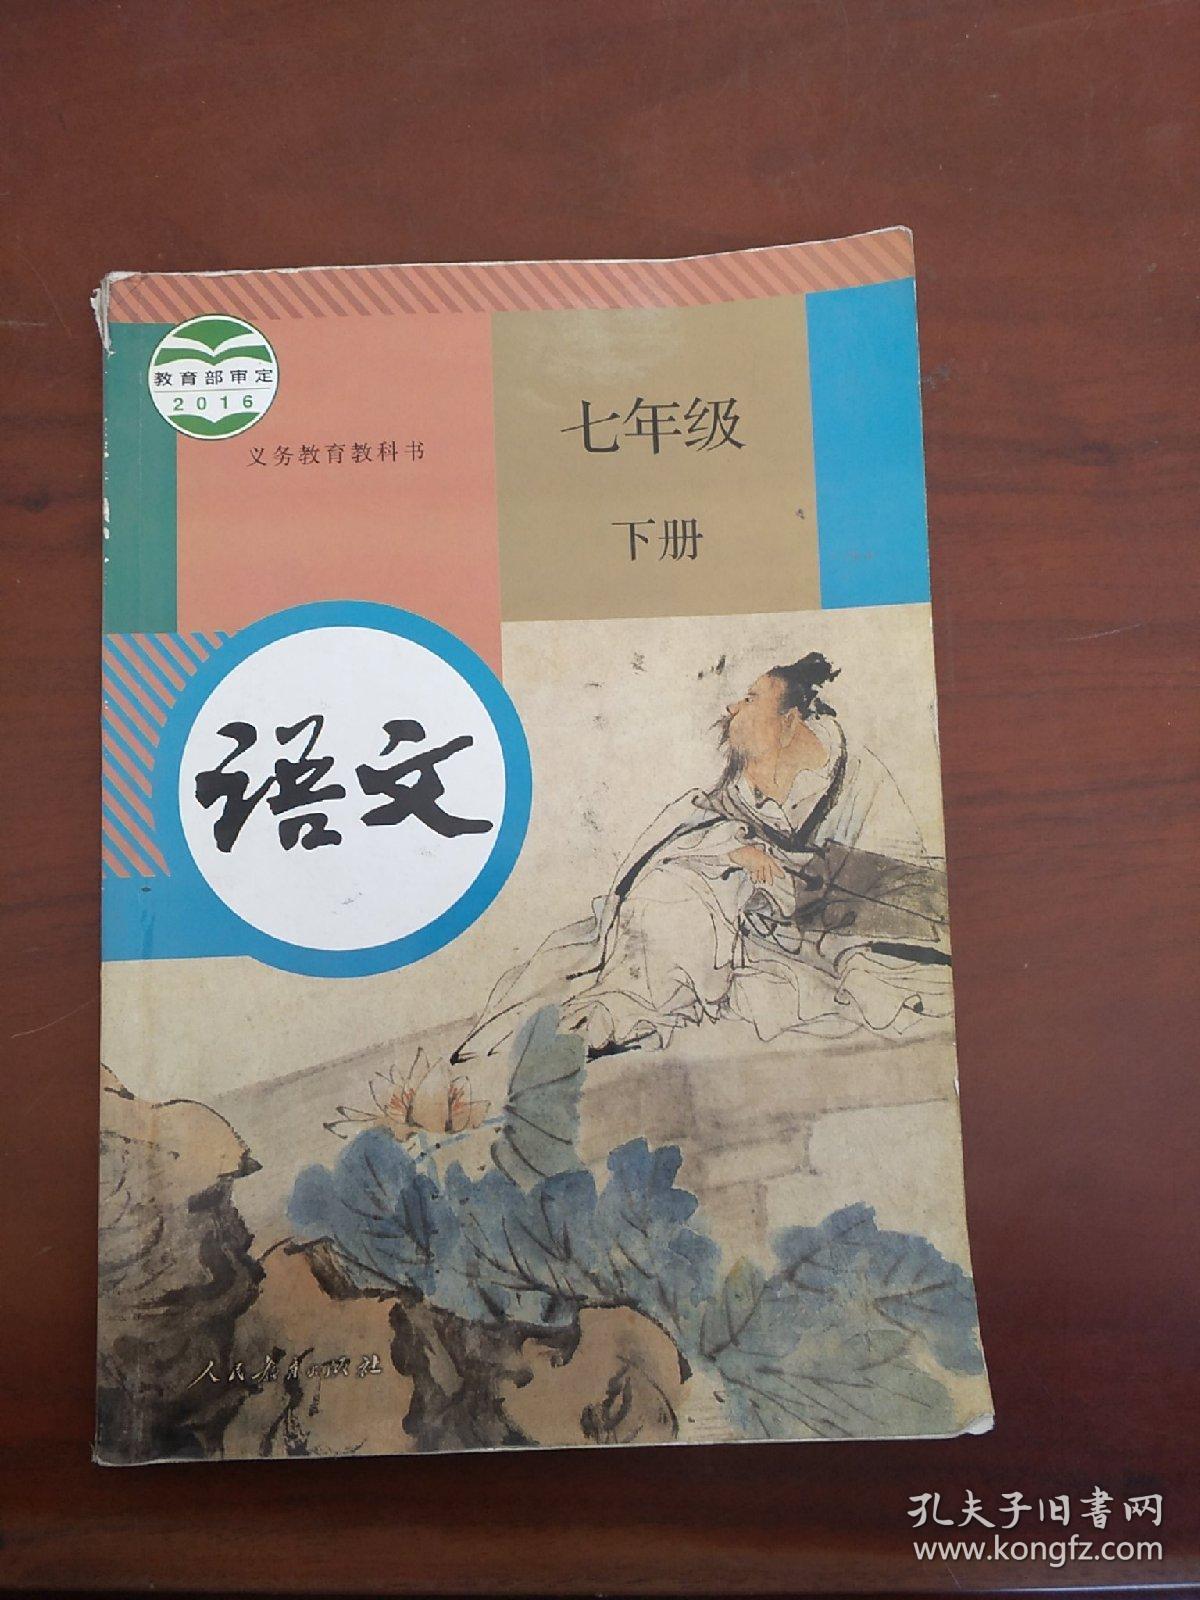 教育部审定
2016
义务教育教科书
七年级
下册
语文
人民教育出版社
孔夫子旧书网
www.kongfz.com